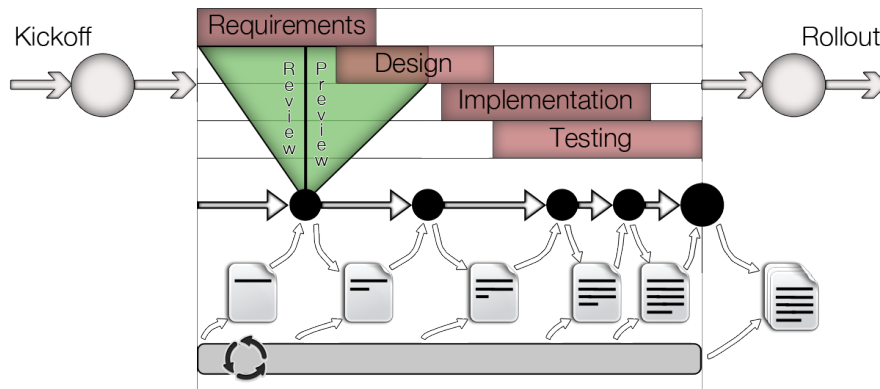 Requirements
Kickoff
Rollout
Design
Review
Preview
Implementation
Testing